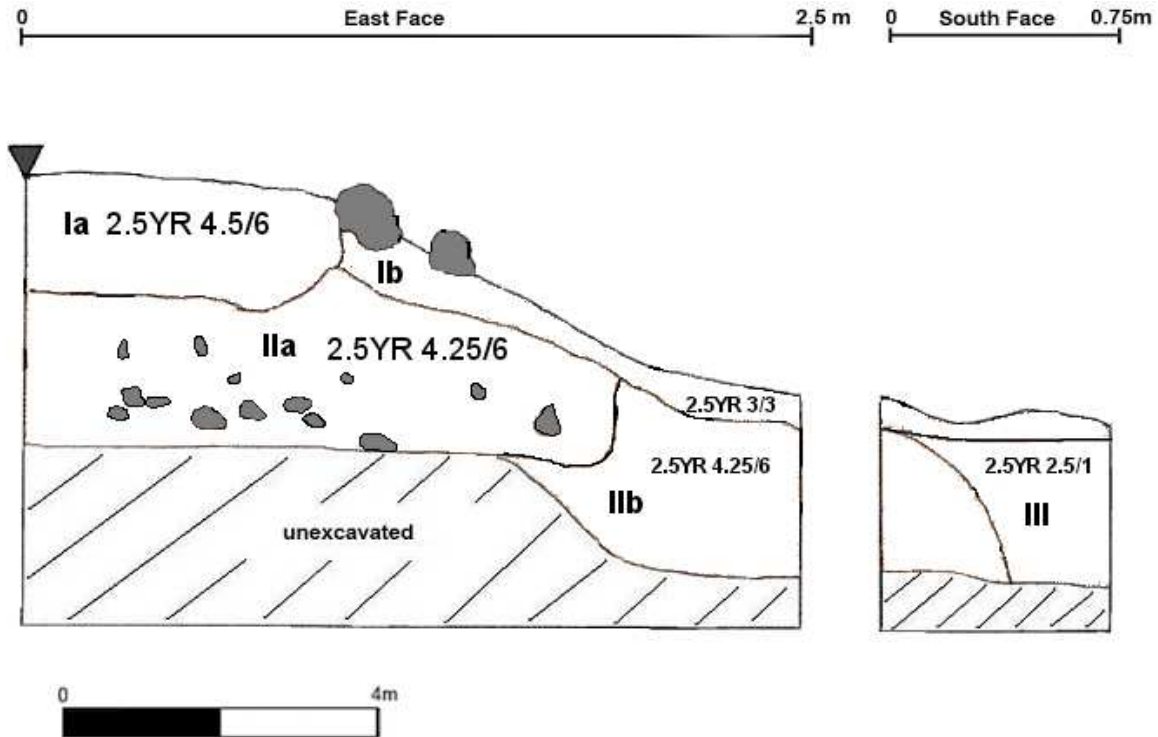 0 East Face 2.5 m
0 South Face 0.75m
Ia 2.5YR 4.5/6
Ib
IIa 2.5YR 4.25/6
2.5YR 3/3
2.5YR 4.25/6
IIb
2.5YR 2.5/1
III
unexcavated
0 4m